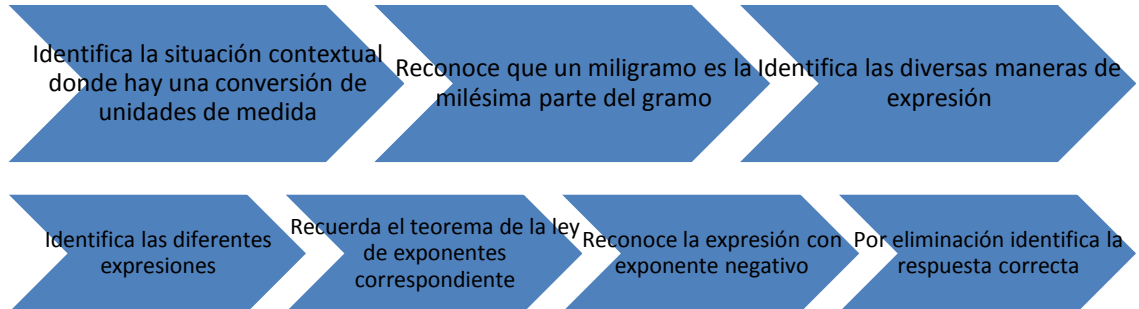 Identifica la situación contextual
donde hay una conversión de
unidades de medida
Reconoce que un miligramo es la
milésima parte del gramo
Identifica las diversas maneras de
expresión
Identifica las diferentes
expresiones
Recuerda el teorema de la ley
de exponentes
correspondiente
Reconoce la expresión con
exponente negativo
Por eliminación identifica la
respuesta correcta